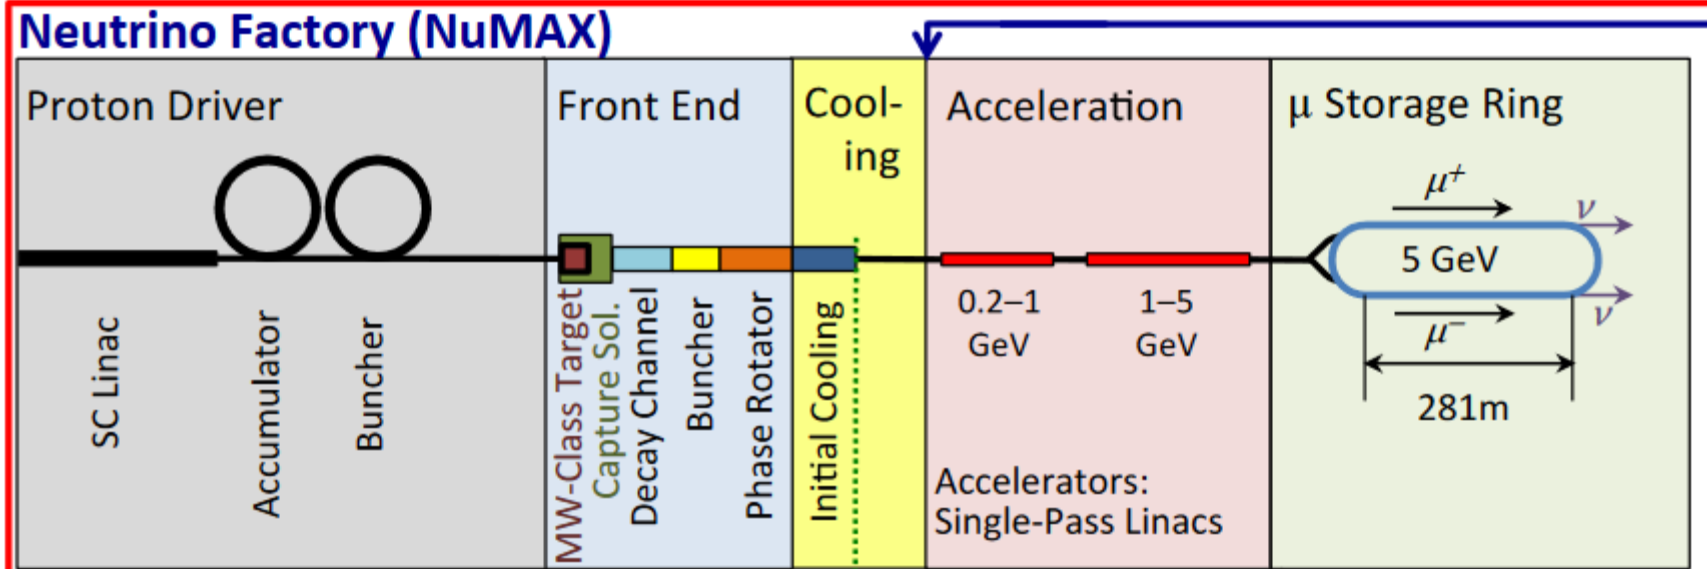 Neutrino Factory (NuMAX)
Proton Driver
SC Linac
Accumulator
Buncher
Front End
MW-Class Target
Capture Sol.
Decay Channel
Buncher
Phase Rotator
Cool-
ing
Initial Cooling
Acceleration
0.2–1
GeV
1–5
GeV
Accelerators:
Single-Pass Linacs
μ Storage Ring
μ+
ν
5 GeV
ν
μ−
281m